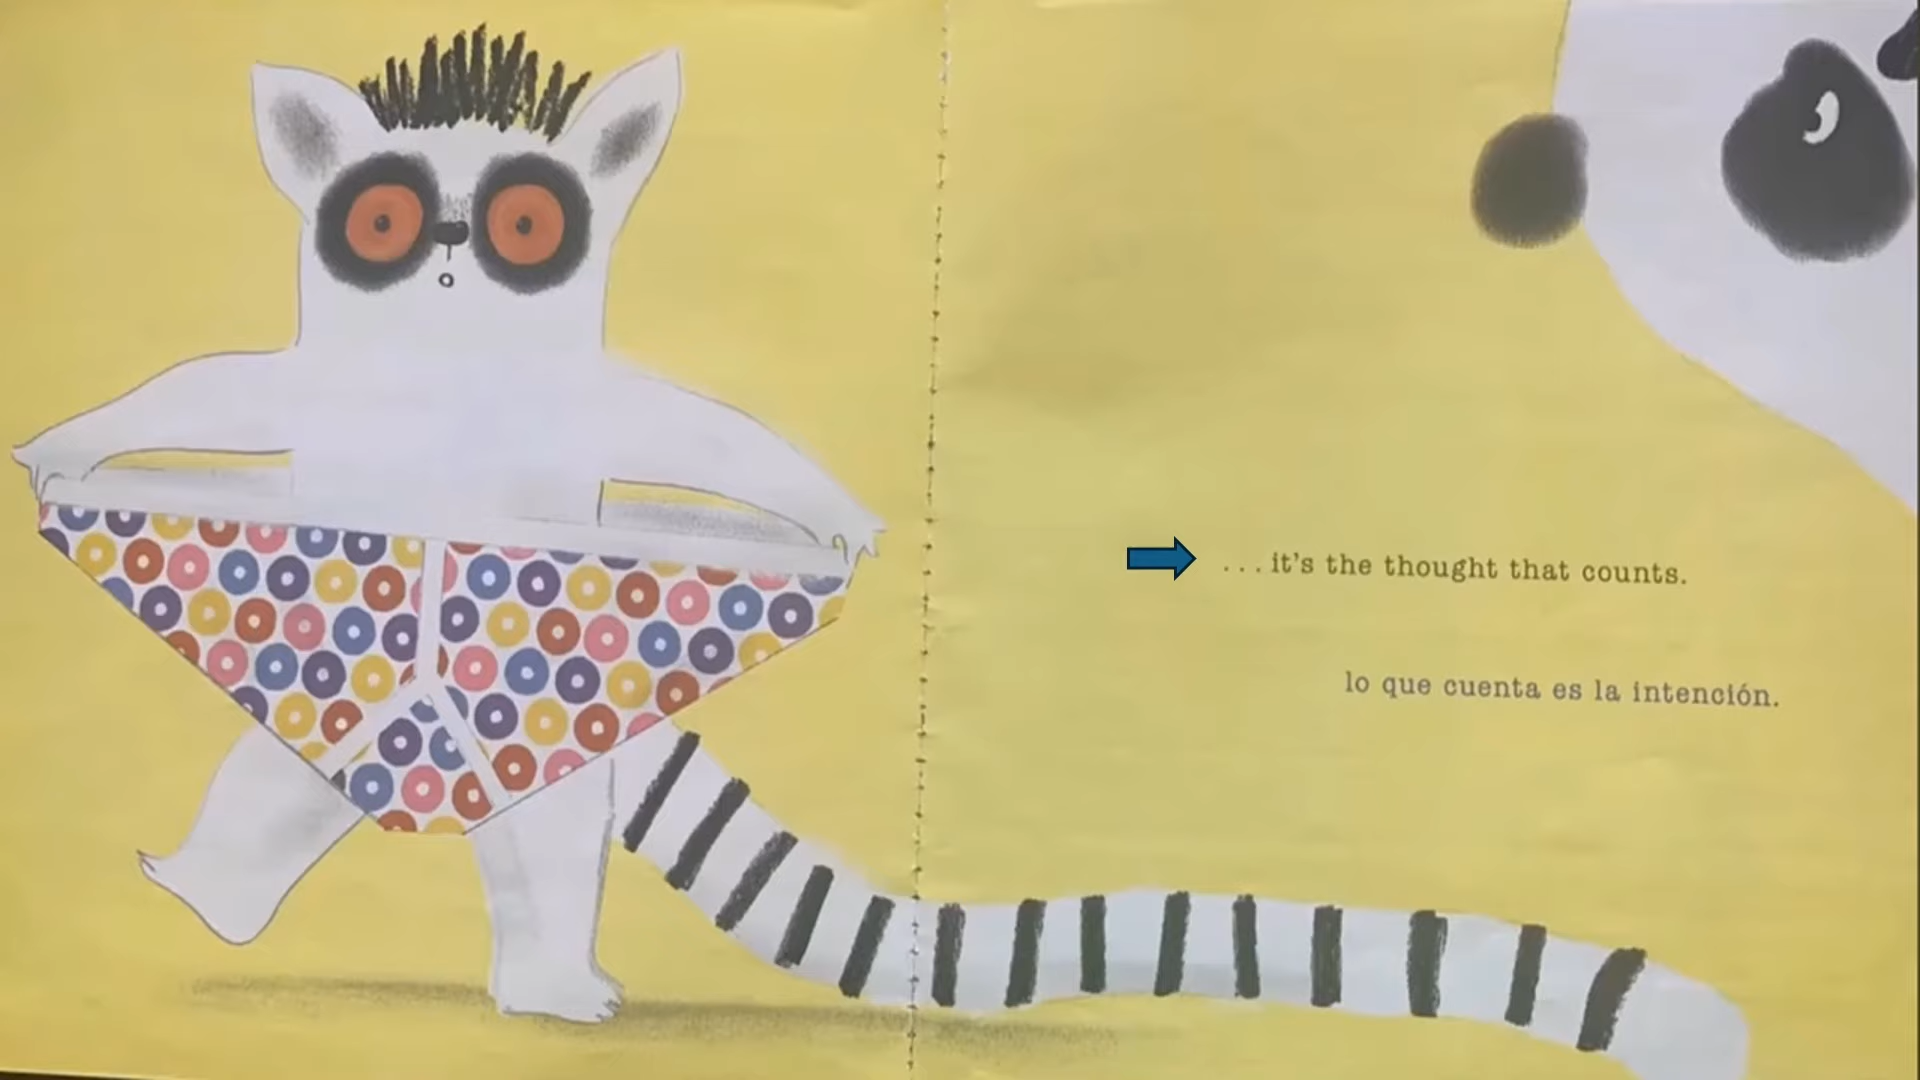 ...it's the thought that counts.
lo que cuenta es la intención.